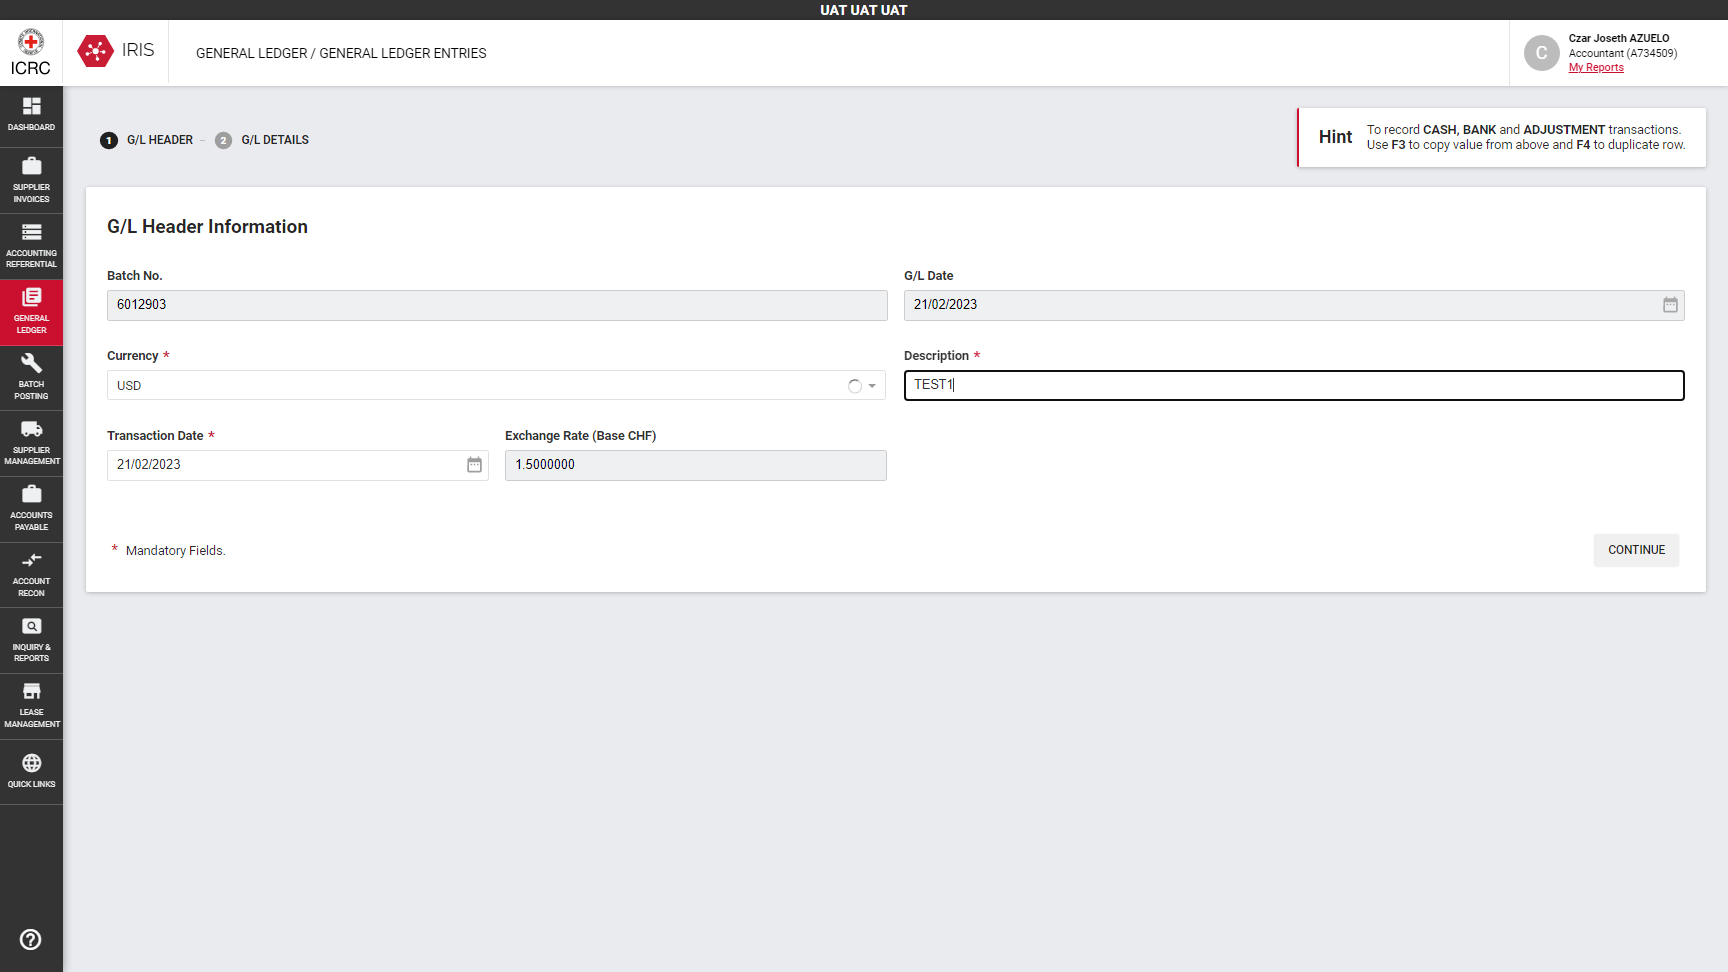 UAT UAT UAT
ICRC
IRIS
GENERAL LEDGER / GENERAL LEDGER ENTRIES
C
Czar Joseth AZUELO
Accountant (A734509)
My Reports
DASHBOARD
SUPPLIER
INVOICES
ACCOUNTING
REFERENTIAL
GENERAL
LEDGER
BATCH
POSTING
SUPPLIER
MANAGEMENT
ACCOUNTS
PAYABLE
ACCOUNT
RECON
INQUIRY &
REPORTS
LEASE
MANAGEMENT
QUICK LINKS
1 G/L HEADER – 2 G/L DETAILS
Hint
To record CASH, BANK and ADJUSTMENT transactions.
Use F3 to copy value from above and F4 to duplicate row.
G/L Header Information
Batch No.
6012903
G/L Date
21/02/2023
Currency *
USD
Description *
TEST1
Transaction Date *
21/02/2023
Exchange Rate (Base CHF)
1.5000000
* Mandatory Fields.
CONTINUE